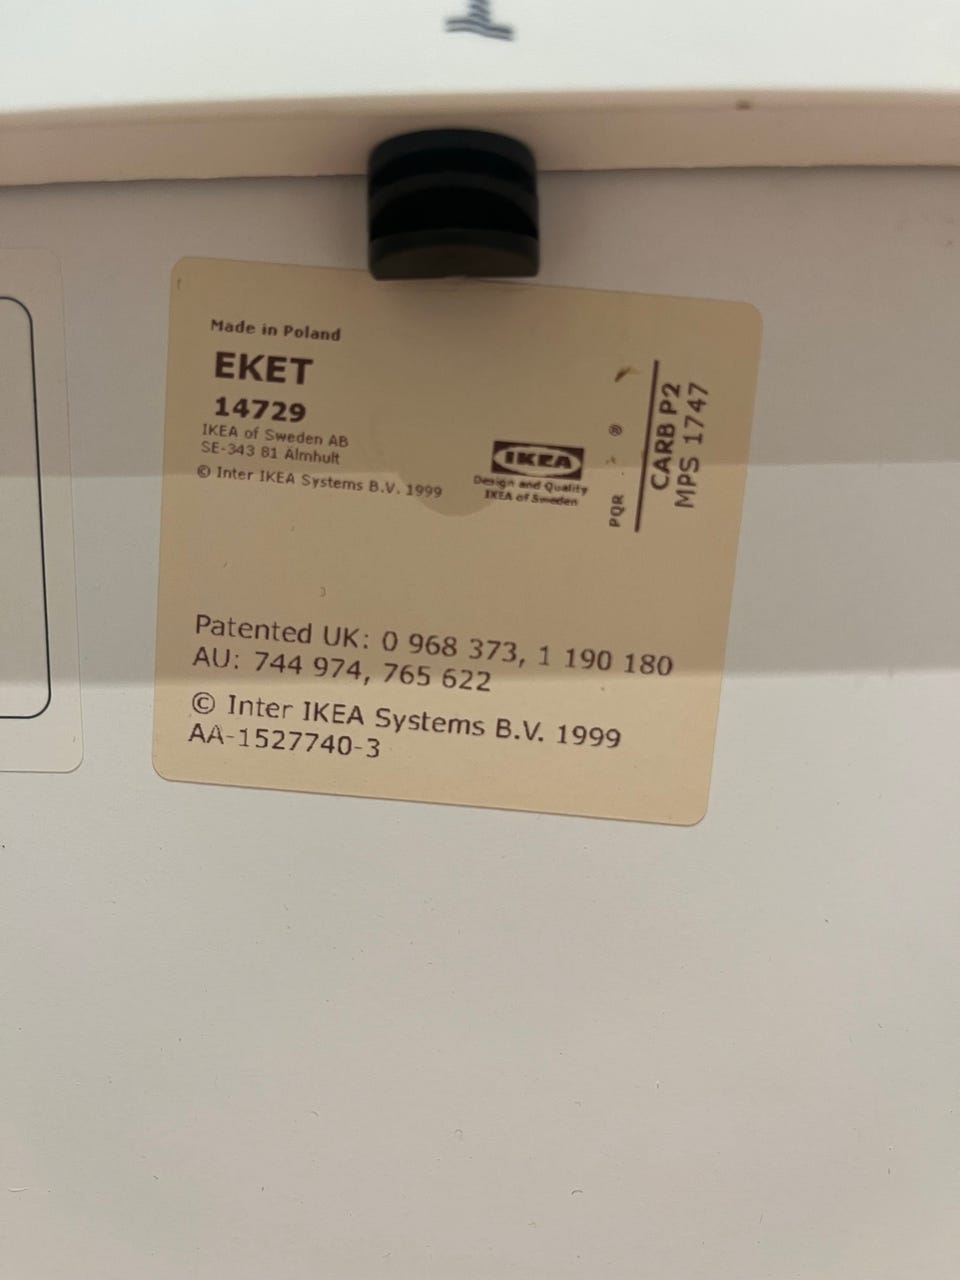 Made in Poland
EKET
14729
IKEA of Sweden AB
SE-343 81 Älmhult
© Inter IKEA Systems B.V. 1999
IKEA
®
Design and Quality
IKEA of Sweden
PQR
CARB P2
MPS 1747
Patented UK: 0 968 373, 1 190 180
AU: 744 974, 765 622
© Inter IKEA Systems B.V. 1999
AA-1527740-3